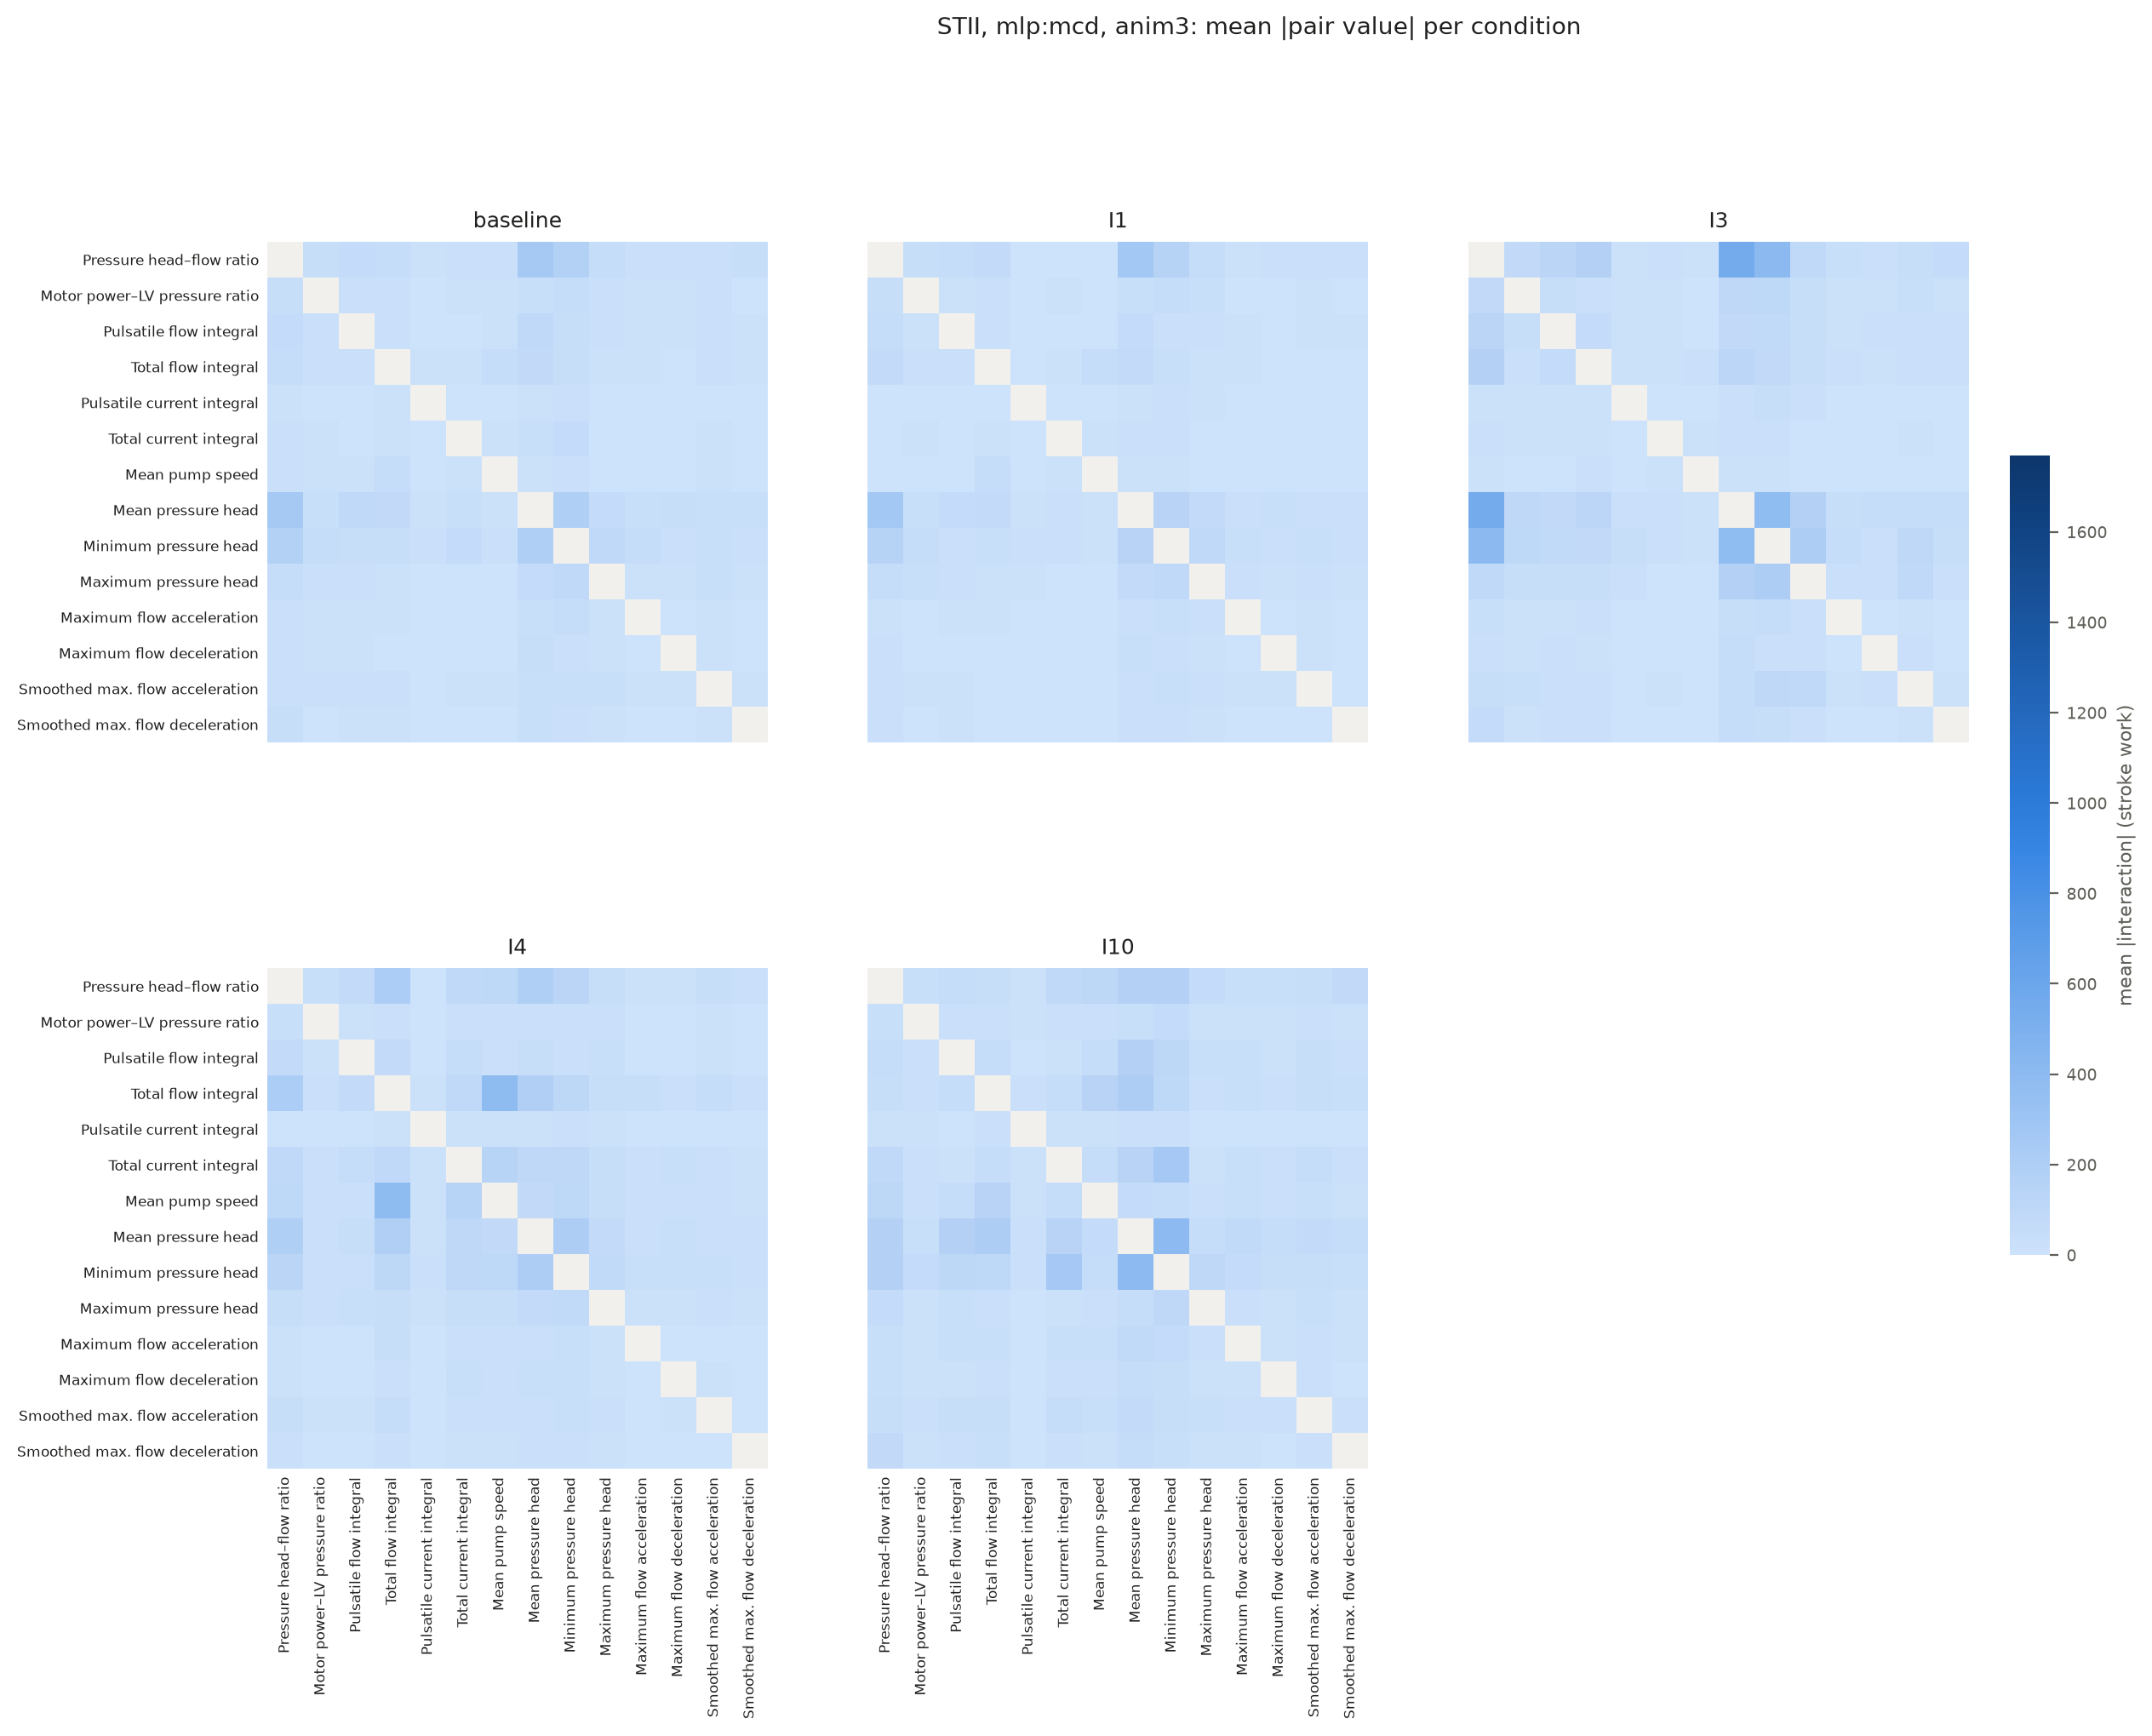 STII, mlp:mcd, anim3: mean |pair value| per condition
baseline
I1
I3
Pressure head–flow ratio
Motor power–LV pressure ratio
Pulsatile flow integral
Total flow integral
Pulsatile current integral
Total current integral
Mean pump speed
Mean pressure head
Minimum pressure head
Maximum pressure head
Maximum flow acceleration
Maximum flow deceleration
Smoothed max. flow acceleration
Smoothed max. flow deceleration
1600
1400
1200
1000
800
600
400
200
0
mean |interaction| (stroke work)
I4
I10
Pressure head–flow ratio
Motor power–LV pressure ratio
Pulsatile flow integral
Total flow integral
Pulsatile current integral
Total current integral
Mean pump speed
Mean pressure head
Minimum pressure head
Maximum pressure head
Maximum flow acceleration
Maximum flow deceleration
Smoothed max. flow acceleration
Smoothed max. flow deceleration
Pressure head–flow ratio
Motor power–LV pressure ratio
Pulsatile flow integral
Total flow integral
Pulsatile current integral
Total current integral
Mean pump speed
Mean pressure head
Minimum pressure head
Maximum pressure head
Maximum flow acceleration
Maximum flow deceleration
Smoothed max. flow acceleration
Smoothed max. flow deceleration
Pressure head–flow ratio
Motor power–LV pressure ratio
Pulsatile flow integral
Total flow integral
Pulsatile current integral
Total current integral
Mean pump speed
Mean pressure head
Minimum pressure head
Maximum pressure head
Maximum flow acceleration
Maximum flow deceleration
Smoothed max. flow acceleration
Smoothed max. flow deceleration